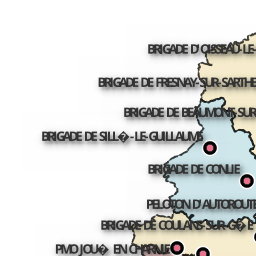 BRIGADE D'OISSEAU-LE-
BRIGADE DE FRESNAY-SUR-SARTHE
BRIGADE DE BEAUMONT-SUR
BRIGADE DE SILL�-LE-GUILLAUME
BRIGADE DE CONLIE
PELOTON D'AUTOROUTE
BRIGADE DE COULANS-SUR-G�E
PMO JOU� EN CHARNIE